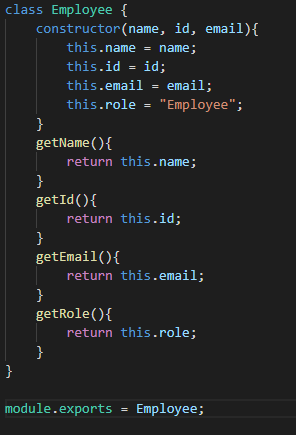 class Employee {
    constructor(name, id, email){
        this.name = name;
        this.id = id;
        this.email = email;
        this.role = "Employee";
    }
    getName(){
        return this.name;
    }
    getId(){
        return this.id;
    }
    getEmail(){
        return this.email;
    }
    getRole(){
        return this.role;
    }
}

module.exports = Employee;